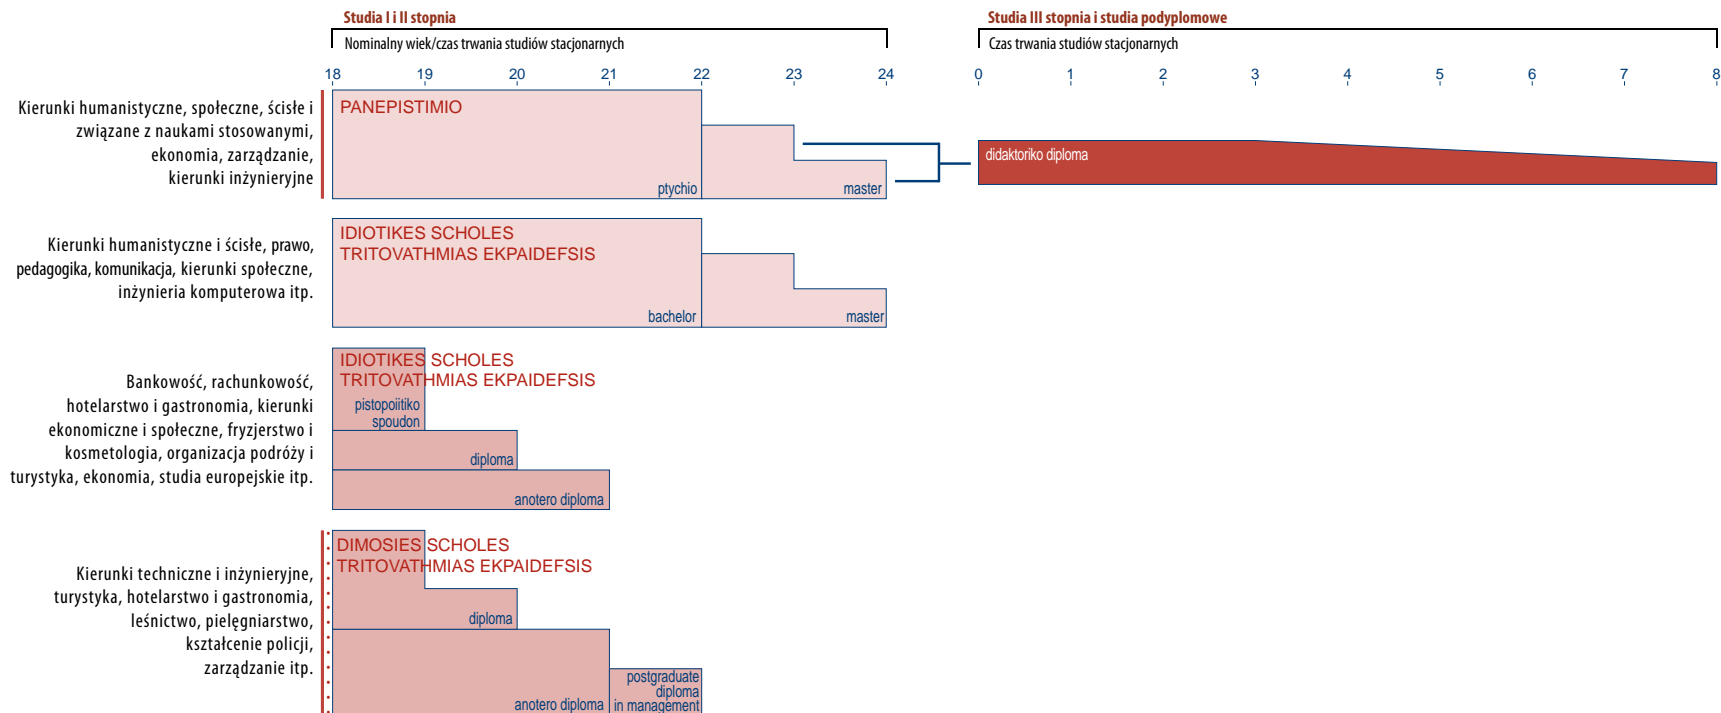 Studia I i II stopnia
Nominalny wiek/czas trwania studiów stacjonarnych
18 19 20 21 22 23 24
Studia III stopnia i studia podyplomowe
Czas trwania studiów stacjonarnych
0 1 2 3 4 5 6 7 8
Kierunki humanistyczne, społeczne, ścisłe i
związane z naukami stosowanymi,
ekonomia, zarządzanie,
kierunki inżynieryjne
PANEPISTIMIO
ptychio
master
didaktoriko diploma
Kierunki humanistyczne i ścisłe, prawo,
pedagogika, komunikacja, kierunki społeczne,
inżynieria komputerowa itp.
IDIOTIKES SCHOLES
TRITOVATHMIAS EKPAIDEFSIS
bachelor
master
Bankowość, rachunkowość,
hotelarstwo i gastronomia, kierunki
ekonomiczne i społeczne, fryzjerstwo i
kosmetologia, organizacja podróży i
turystyka, ekonomia, studia europejskie itp.
IDIOTIKES SCHOLES
TRITOVATHMIAS EKPAIDEFSIS
pistopoiitiko
spoudon
diploma
anotero diploma
Kierunki techniczne i inżynieryjne,
turystyka, hotelarstwo i gastronomia,
leśnictwo, pielęgniarstwo,
kształcenie policji,
zarządzanie itp.
DIMOSIES SCHOLES
TRITOVATHMIAS EKPAIDEFSIS
diploma
anotero diploma
postgraduate
diploma
in management